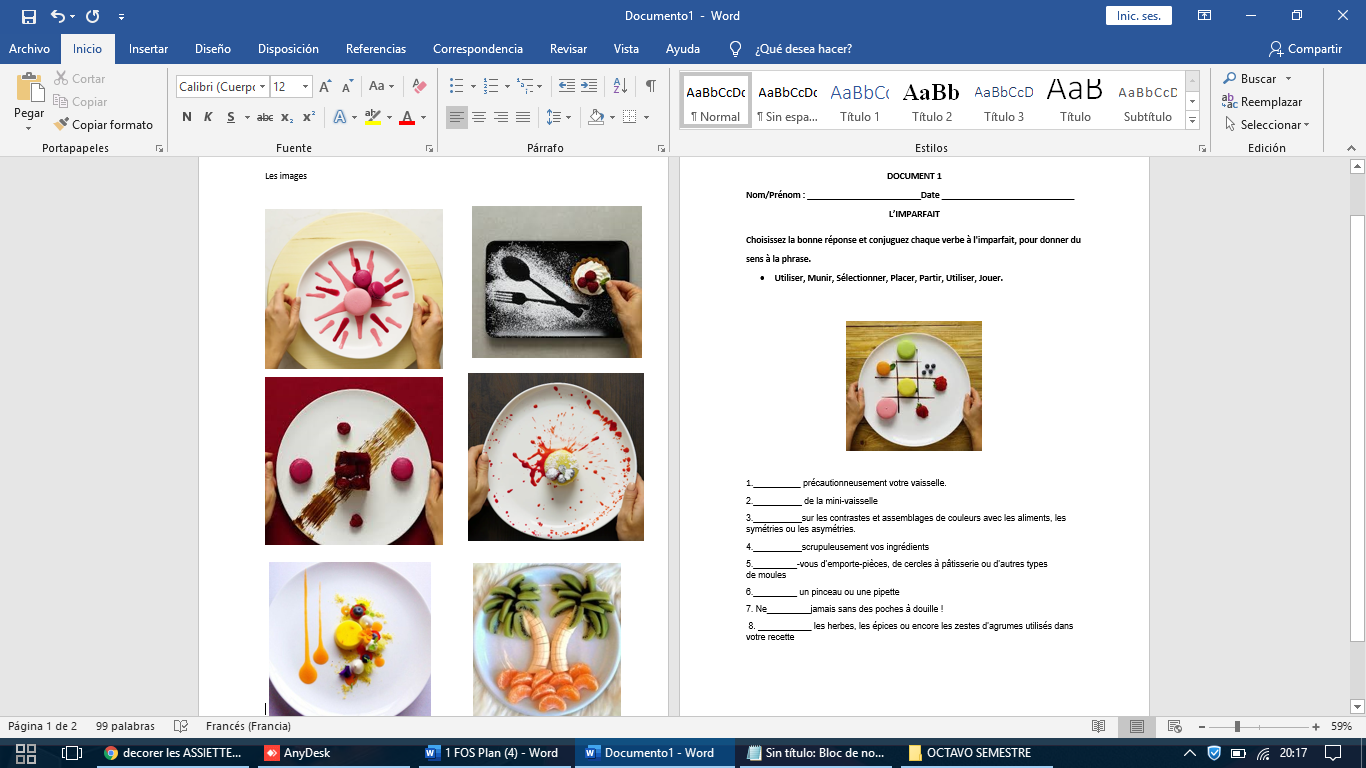 Documento1 - Word
Inic. ses.
Archivo Inicio Insertar Diseño Disposición Referencias Correspondencia Revisar Vista Ayuda ¿Qué desea hacer? Compartir
Pegar
Cortar
Copiar
Copiar formato
Portapapeles
Calibri (Cuerpo 12
Aa
N K S abc x₂ x²
Fuente
Párrafo
AaBbCcDc AaBbCcDc AaBbCc AaBb AaBbCcD AaB AaBbCcD
¶ Normal ¶ Sin espa... Título 1 Título 2 Título 3 Título Subtítulo
Estilos
Buscar
Reemplazar
Seleccionar
Edición
Les images
DOCUMENT 1
Nom/Prénom : _______________________Date ___________________________
L'IMPARFAIT
Choisissez la bonne réponse et conjuguez chaque verbe à l'imparfait, pour donner du
sens à la phrase.
• Utiliser, Munir, Sélectionner, Placer, Partir, Utiliser, Jouer.
1.__________ précautionneusement votre vaisselle.
2.__________ de la mini-vaisselle
3.__________sur les contrastes et assemblages de couleurs avec les aliments, les
symétries ou les asymétries.
4.__________scrupuleusement vos ingrédients
5._________-vous d'emporte-pièces, de cercles à pâtisserie ou d'autres types
de moules
6._________ un pinceau ou une pipette
7. Ne_________jamais sans des poches á douille !
8. ___________ les herbes, les épices ou encore les zestes d'agrumes utilisés dans
votre recette
Página 1 de 2 99 palabras Francés (Francia) 59%
decorer les ASSIETTE... AnyDesk 1 FOS Plan (4) - Word Documento1 - Word Sin título: Bloc de no... OCTAVO SEMESTRE 20:17